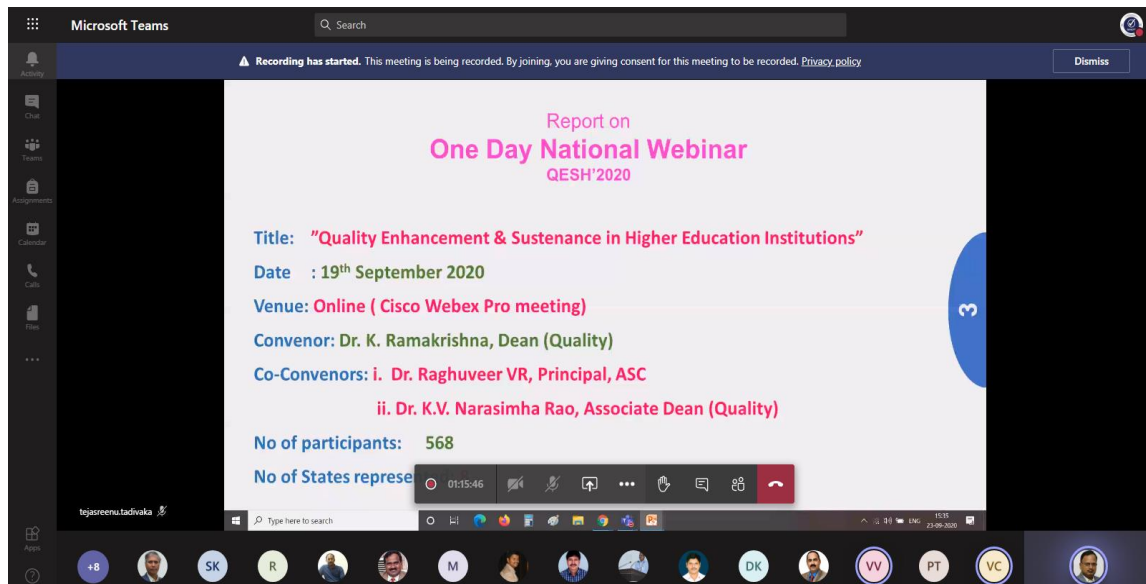 Microsoft Teams
Search
Recording has started. This meeting is being recorded. By joining, you are giving consent for this meeting to be recorded. Privacy policy
Dismiss
Activity
Chat
Teams
Assignments
Calendar
Calls
Files
Apps
Report on
One Day National Webinar
QESH'2020
Title: "Quality Enhancement & Sustenance in Higher Education Institutions"
Date : 19th September 2020
Venue: Online ( Cisco Webex Pro meeting)
3
Convenor: Dr. K. Ramakrishna, Dean (Quality)
Co-Convenors: i. Dr. Raghuveer VR, Principal, ASC
ii. Dr. K.V. Narasimha Rao, Associate Dean (Quality)
No of participants: 568
No of States represe
01:15:46
tejasreenu.tadivaka
Type here to search
ENG
15:35
23-09-2020
+8
SK
R
M
DK
VV
PT
VC